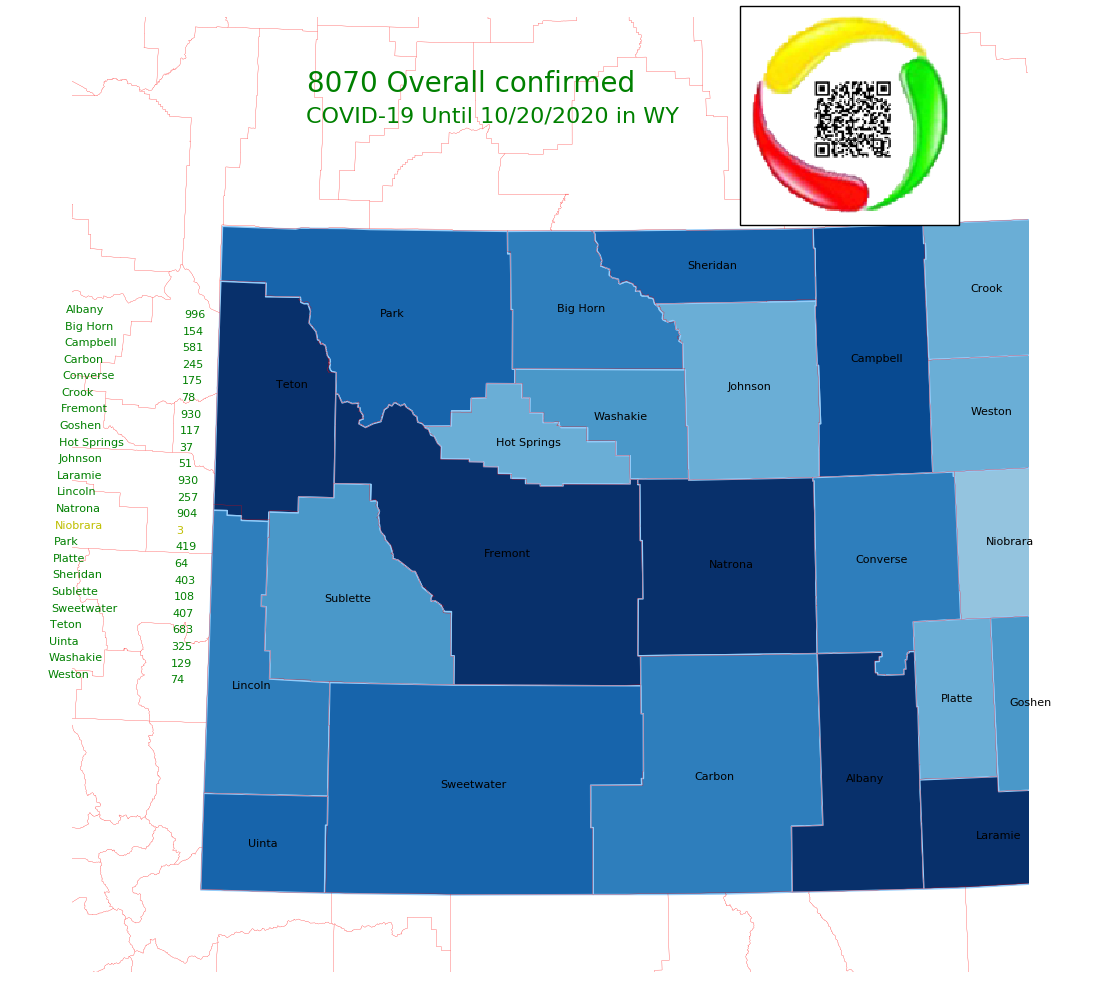 8070 Overall confirmed
COVID-19 Until 10/20/2020 in WY
Albany 996
Big Horn 154
Campbell 581
Carbon 245
Converse 175
Crook 78
Fremont 930
Goshen 117
Hot Springs 37
Johnson 51
Laramie 930
Lincoln 257
Natrona 904
Niobrara 3
Park 419
Platte 64
Sheridan 403
Sublette 108
Sweetwater 407
Teton 683
Uinta 325
Washakie 129
Weston 74
Sheridan
Crook
Park
Big Horn
Campbell
Teton
Johnson
Weston
Washakie
Hot Springs
Niobrara
Fremont
Converse
Natrona
Sublette
Lincoln
Platte
Goshen
Carbon
Albany
Sweetwater
Laramie
Uinta